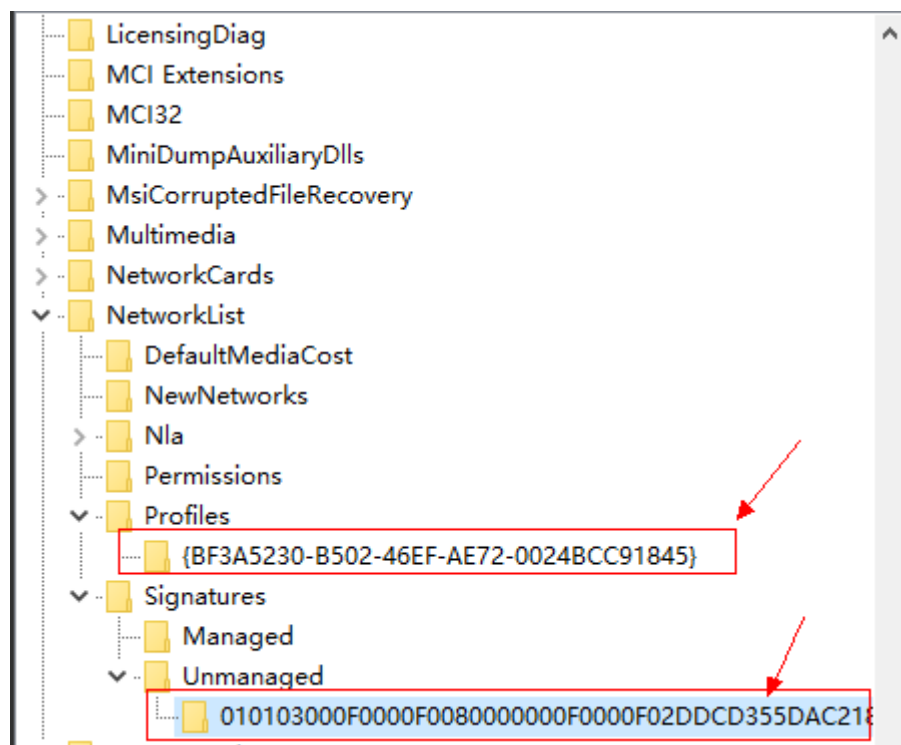 LicensingDiag
MCI Extensions
MCI32
MiniDumpAuxiliaryDlls
MsiCorruptedFileRecovery
Multimedia
NetworkCards
NetworkList
DefaultMediaCost
NewNetworks
Nla
Permissions
Profiles
{BF3A5230-B502-46EF-AE72-0024BCC91845}
Signatures
Managed
Unmanaged
010103000F0000F0080000000F0000F02DDCD355DAC218